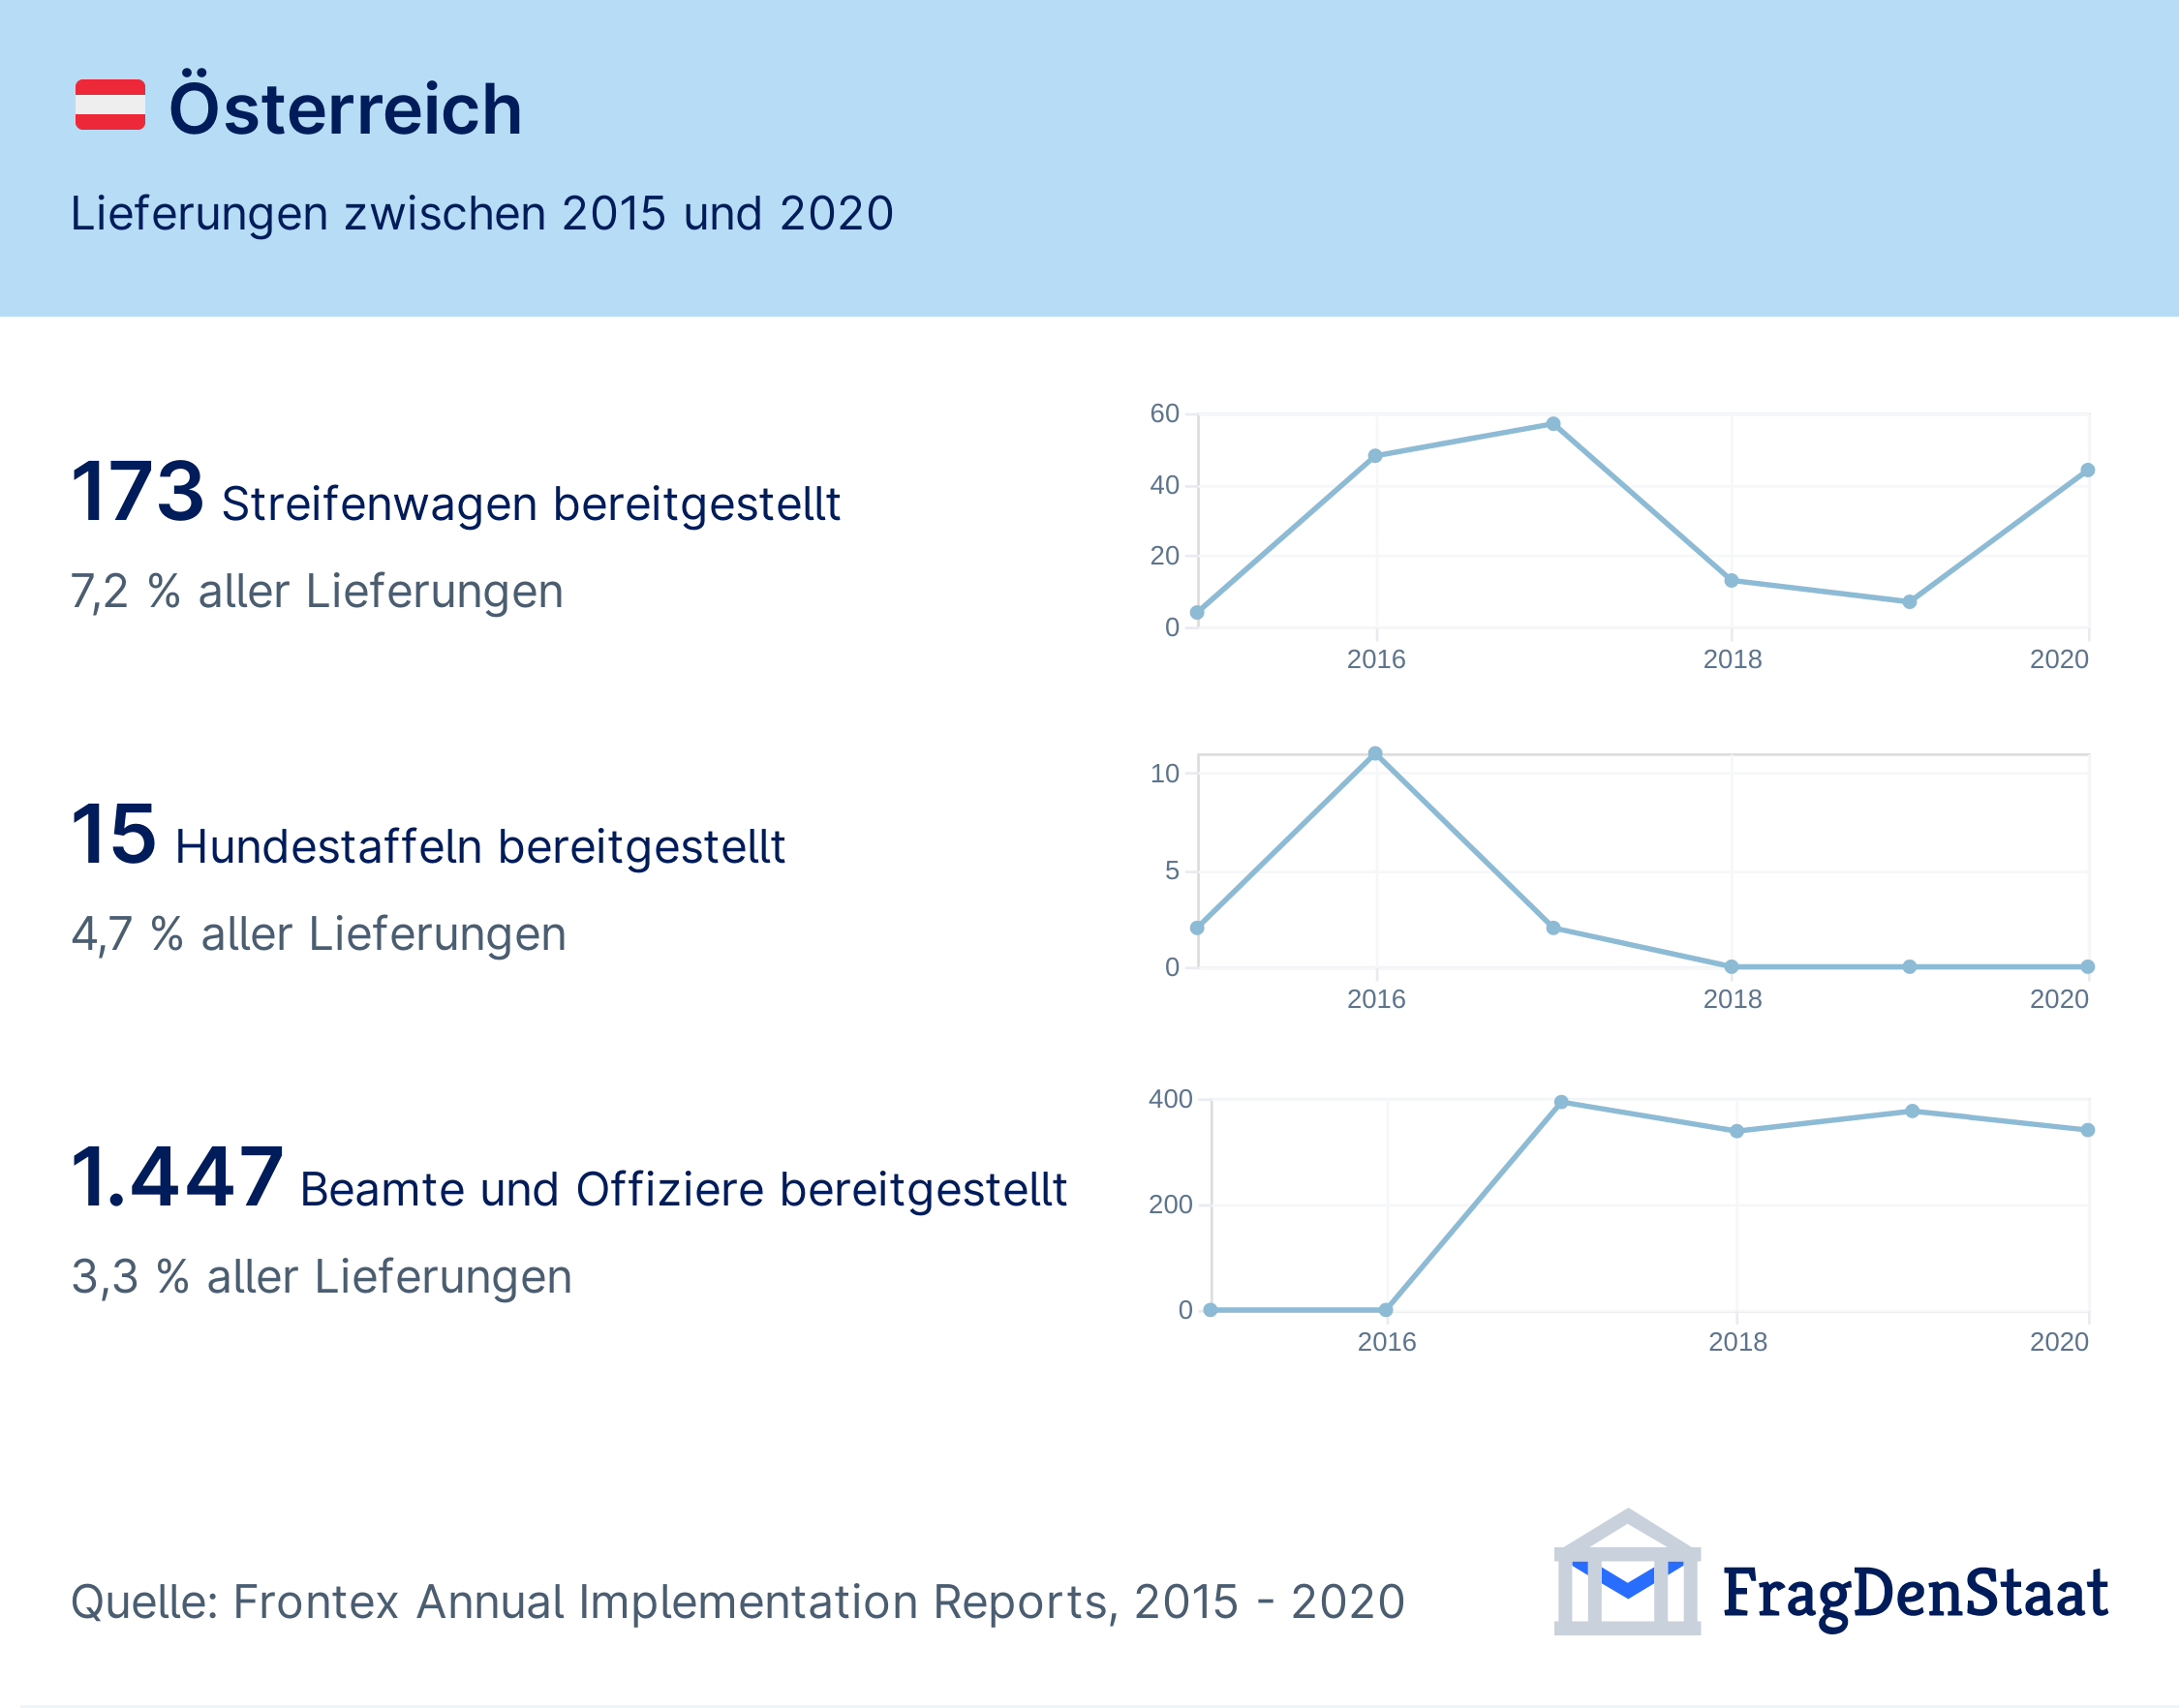 Österreich
Lieferungen zwischen 2015 und 2020
173 Streifenwagen bereitgestellt
7,2 % aller Lieferungen
60
40
20
0
2016 2018 2020
15 Hundestaffeln bereitgestellt
4,7 % aller Lieferungen
10
5
0
2016 2018 2020
1.447 Beamte und Offiziere bereitgestellt
3,3 % aller Lieferungen
400
200
0
2016 2018 2020
Quelle: Frontex Annual Implementation Reports, 2015 - 2020
FragDenStaat